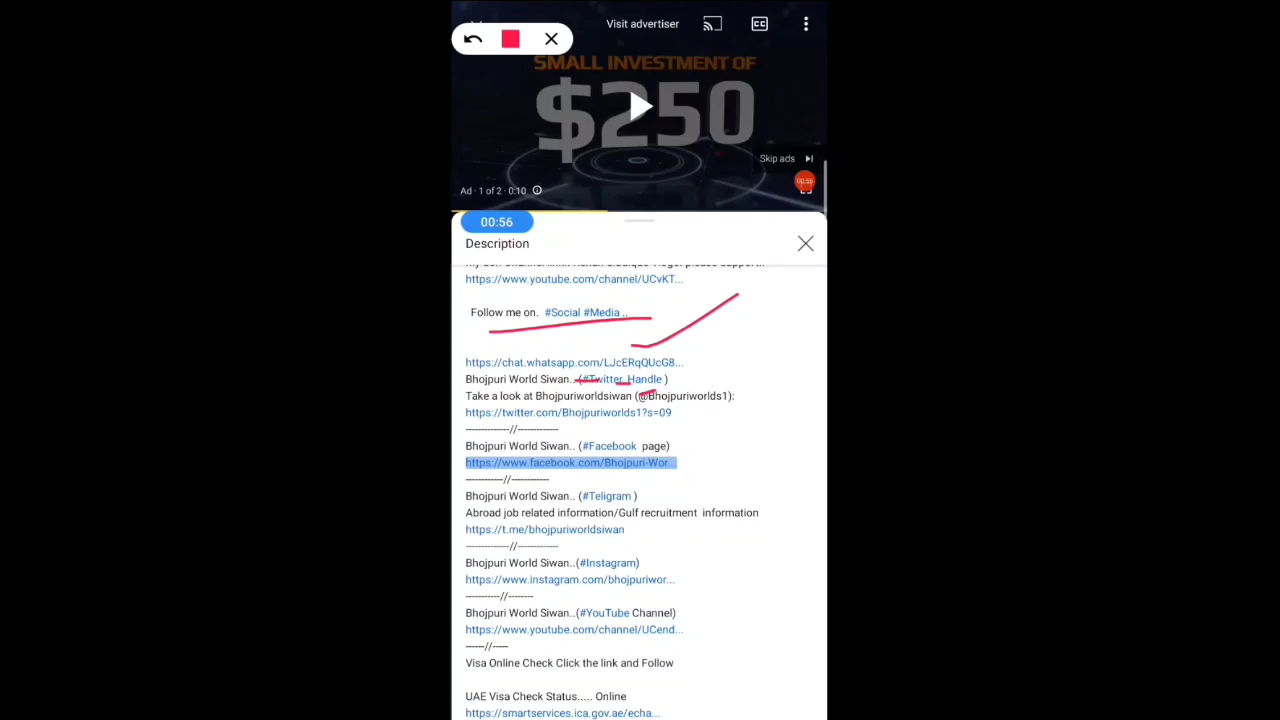 Visit advertiser
CC
SMALL INVESTMENT OF
$250
Skip ads
00:56
Ad · 1 of 2 · 0:10
00:56
Description
https://www.youtube.com/channel/UCvKT...
Follow me on. #Social #Media ..
https://chat.whatsapp.com/LJcERqQUcG8...
Bhojpuri World Siwan.. (#Twitter Handle )
Take a look at Bhojpuriworldsiwan (@Bhojpuriworlds1):
https://twitter.com/Bhojpuriworlds1?s=09
-------------//-------------
Bhojpuri World Siwan.. (#Facebook page)
https://www.facebook.com/Bhojpuri-Wor...
------------//------------
Bhojpuri World Siwan.. (#Teligram )
Abroad job related information/Gulf recruitment information
https://t.me/bhojpuriworldsiwan
-------------//-------------
Bhojpuri World Siwan..(#Instagram)
https://www.instagram.com/bhojpuriwor...
-----------//--------
Bhojpuri World Siwan..(#YouTube Channel)
https://www.youtube.com/channel/UCend...
------//-----
Visa Online Check Click the link and Follow
UAE Visa Check Status..... Online
https://smartservices.ica.gov.ae/echa...